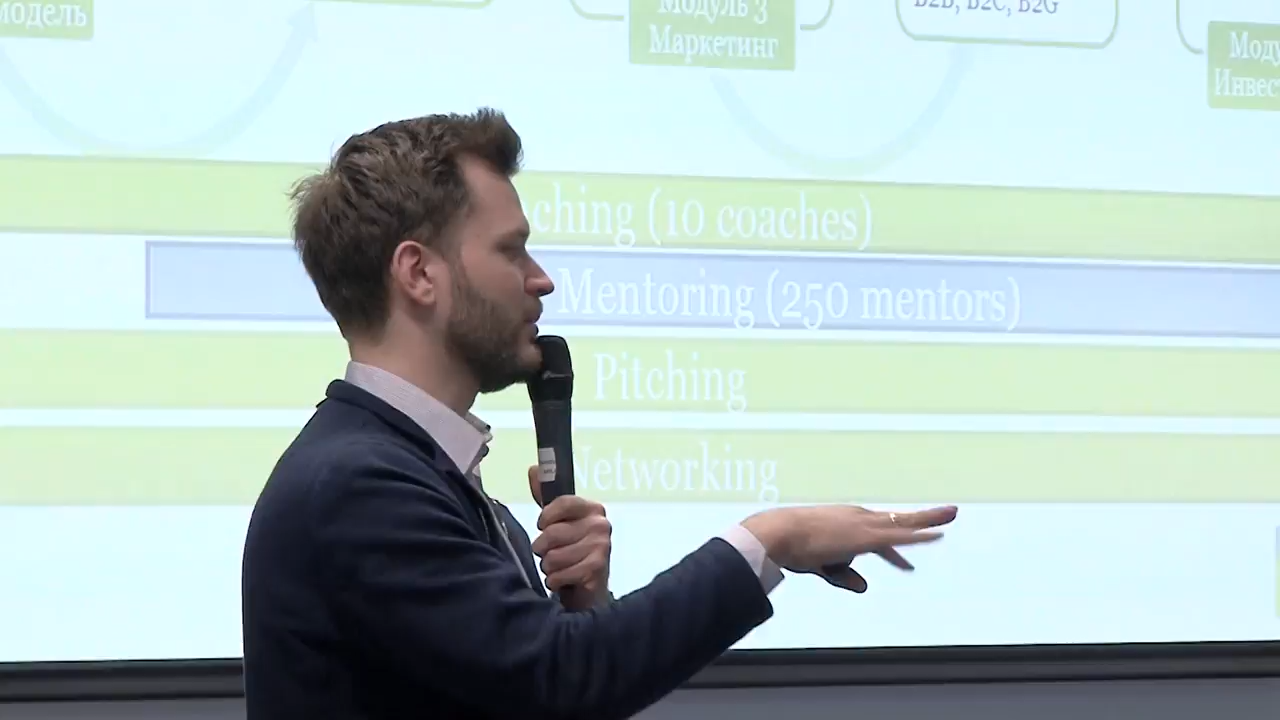 модель
Модуль 3
Маркетинг
B2B, B2C, B2G
ching (10 coaches)
Mentoring (250 mentors)
Pitching
Networking